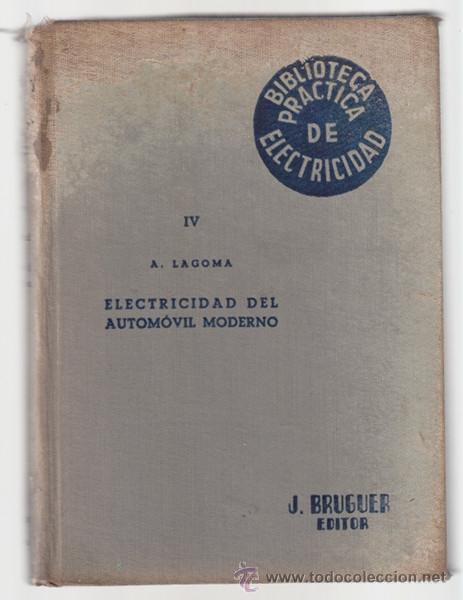 BIBLIOTECA
PRACTICA
DE
ELECTRICIDAD
IV
A. LAGOMA
ELECTRICIDAD DEL
AUTOMÓVIL MODERNO
J. BRUGUER
EDITOR
www.todocoleccion.net